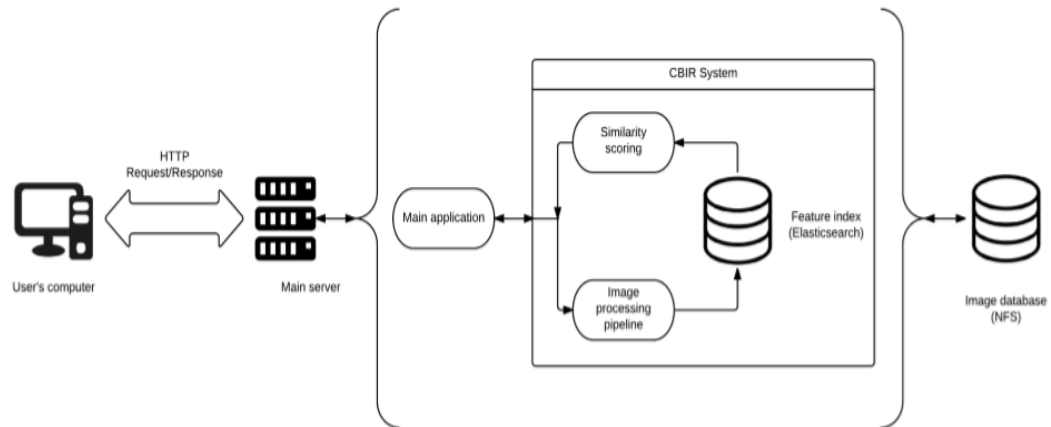 CBIR System
Similarity
scoring
HTTP
Request/Response
Main application
Feature index
(Elasticsearch)
User's computer
Main server
Image
processing
pipeline
Image database
(NFS)